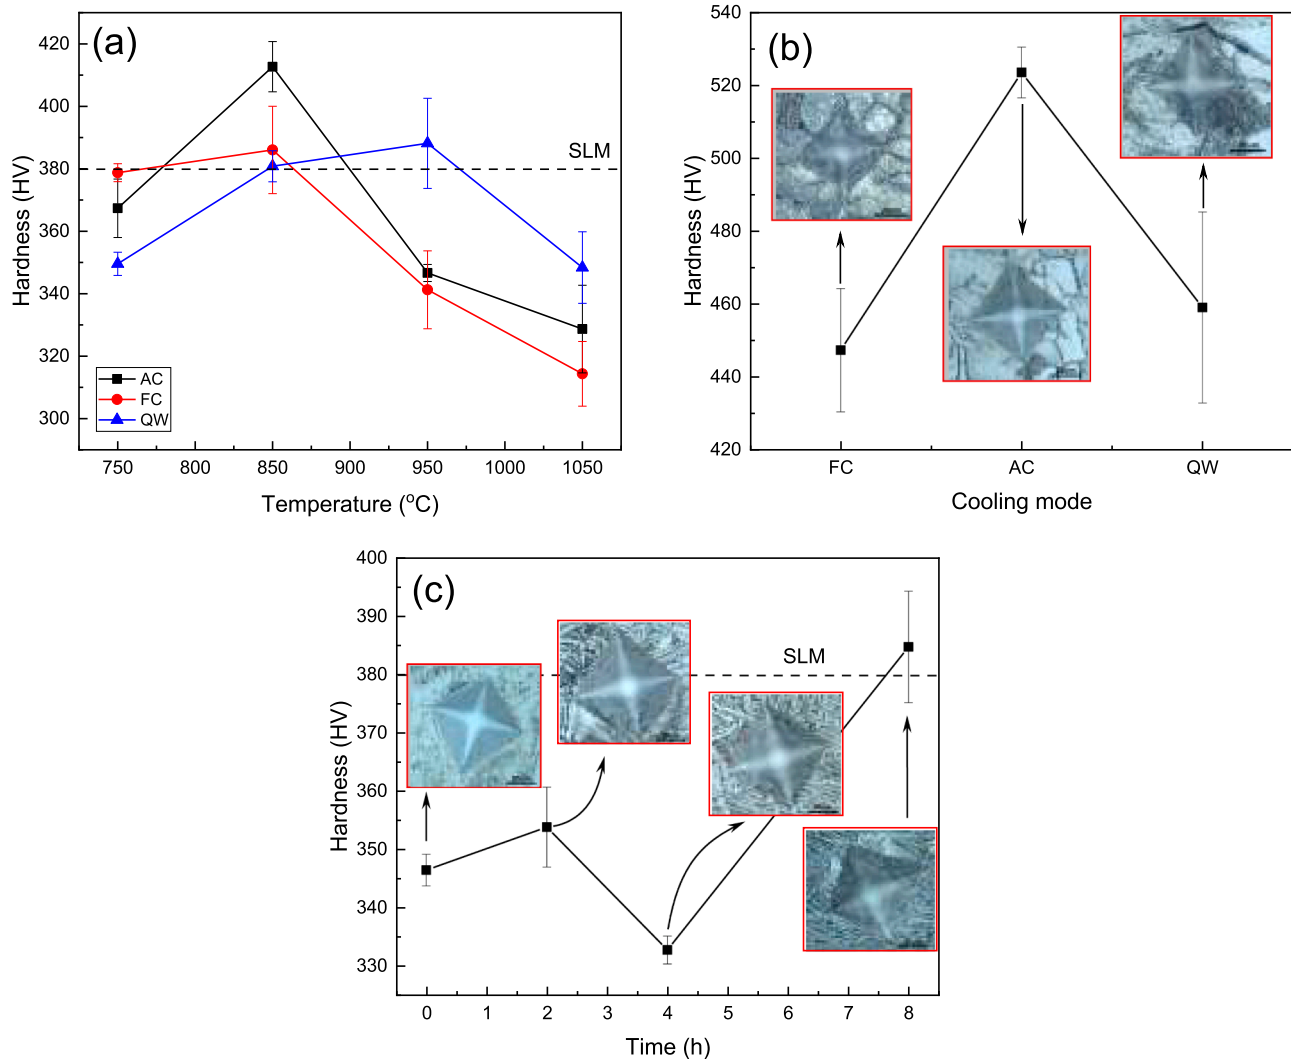 (a)
420
400
380
360
340
320
300
Hardness (HV)
SLM
AC
FC
QW
750
800
850
900
950
1000
1050
Temperature (°C)
(b)
540
520
500
480
460
440
420
Hardness (HV)
FC
AC
QW
Cooling mode
(c)
400
390
380
370
360
350
340
330
Hardness (HV)
SLM
0
1
2
3
4
5
6
7
8
Time (h)